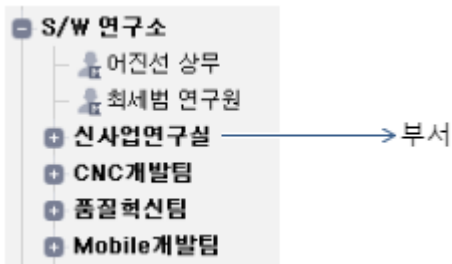 S/W 연구소
어진선 상무
최세범 연구원
신사업연구실 부서
CNC개발팀
품질혁신팀
Mobile개발팀